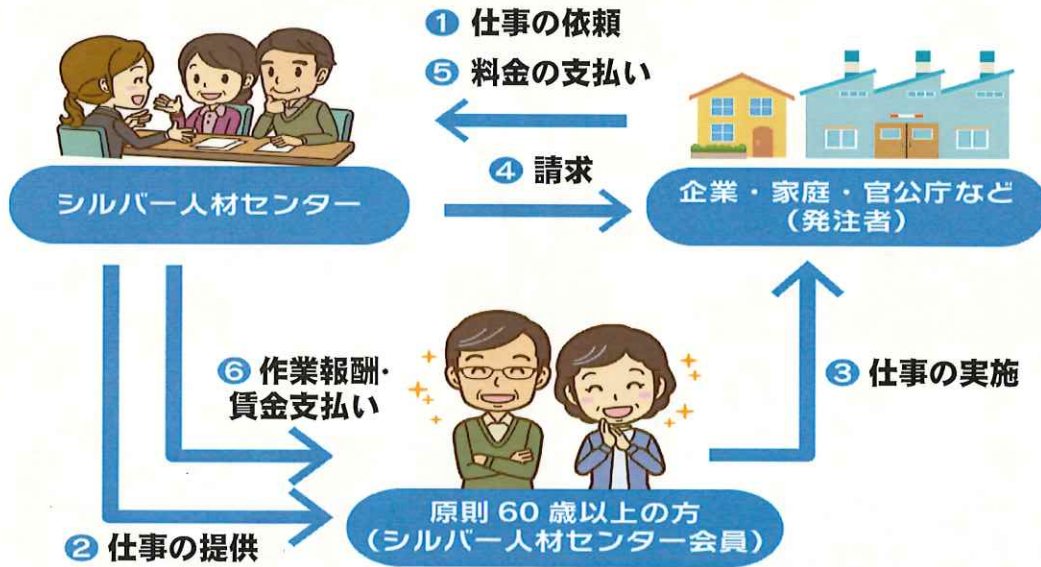 ❶ 仕事の依頼
❺ 料金の支払い
❹ 請求
シルバー人材センター
企業・家庭・官公庁など
(発注者)
❻ 作業報酬・
賃金支払い
❸ 仕事の実施
❷ 仕事の提供
原則 60 歳以上の方
(シルバー人材センター会員)